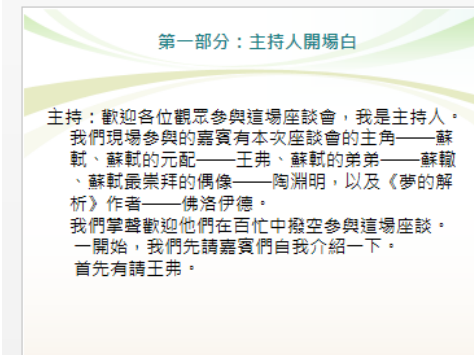 第一部分：主持人開場白
主持：歡迎各位觀眾參與這場座談會，我是主持人。
我們現場參與的嘉賓有本次座談會的主角——蘇
軾、蘇軾的元配——王弗、蘇軾的弟弟——蘇轍
、蘇軾最崇拜的偶像——陶淵明，以及《夢的解
析》作者——佛洛伊德。
我們掌聲歡迎他們在百忙中撥空參與這場座談。
一開始，我們先請嘉賓們自我介紹一下。
首先有請王弗。